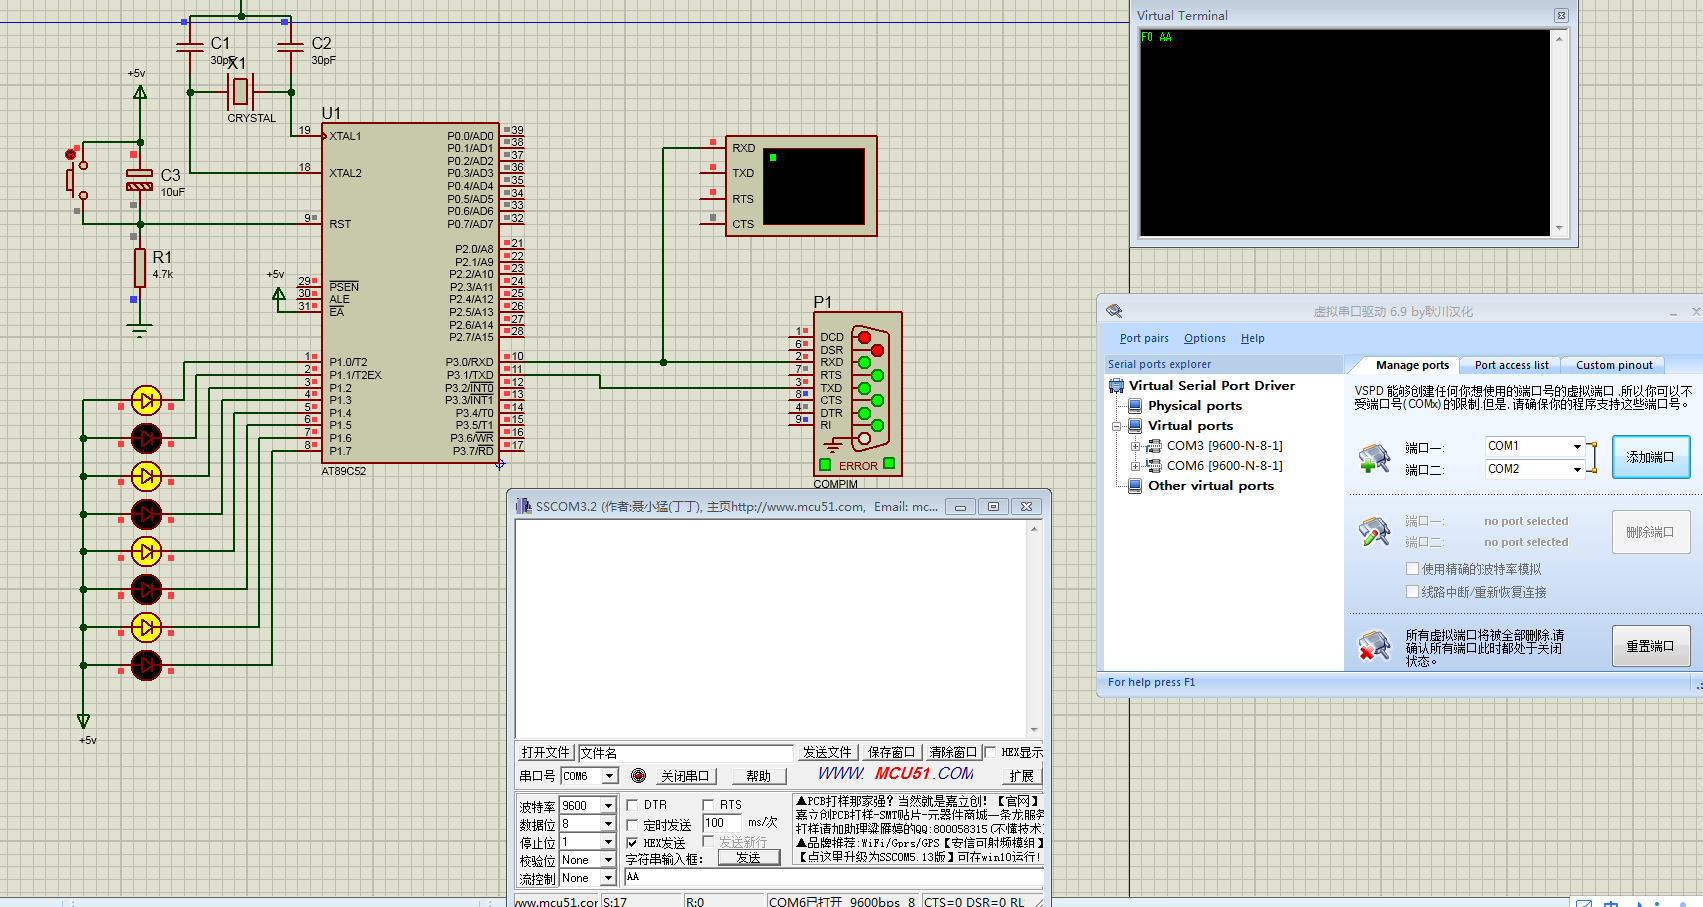 C1
30pF
C2
30pF
X1
CRYSTAL
+5v
C3
10uF
R1
4.7k
+5v
U1
19
XTAL1
18
XTAL2
9
RST
29
PSEN
30
ALE
31
EA
1
P1.0/T2
2
P1.1/T2EX
3
P1.2
4
P1.3
5
P1.4
6
P1.5
7
P1.6
8
P1.7
P0.0/AD0
39
P0.1/AD1
38
P0.2/AD2
37
P0.3/AD3
36
P0.4/AD4
35
P0.5/AD5
34
P0.6/AD6
33
P0.7/AD7
32
P2.0/A8
21
P2.1/A9
22
P2.2/A10
23
P2.3/A11
24
P2.4/A12
25
P2.5/A13
26
P2.6/A14
27
P2.7/A15
28
P3.0/RXD
10
P3.1/TXD
11
P3.2/INT0
12
P3.3/INT1
13
P3.4/T0
14
P3.5/T1
15
P3.6/WR
16
P3.7/RD
17
AT89C52
+5v
RXD
TXD
RTS
CTS
P1
1
DCD
6
DSR
2
RXD
7
RTS
3
TXD
8
CTS
4
DTR
9
RI
ERROR
COMPIM
Virtual Terminal
F0 AA
虚拟串口驱动 6.9 by耿川汉化
Port pairs Options Help
Serial ports explorer
Manage ports Port access list Custom pinout
Virtual Serial Port Driver
Physical ports
Virtual ports
COM3 [9600-N-8-1]
COM6 [9600-N-8-1]
Other virtual ports
VSPD 能够创建任何你想使用的端口号的虚拟端口,所以你可以不
受端口号(COMx)的限制.但是.请确保你的程序支持这些端口号。
端口一: COM1
端口二: COM2
添加端口
端口一: no port selected
端口二: no port selected
删除端口
使用精确的波特率模拟
线路中断/重新恢复连接
所有虚拟端口将被全部删除.请
确认所有端口此时都处于关闭
状态。
重置端口
For help press F1
SSCOM3.2 (作者:聂小猛(丁丁), 主页http://www.mcu51.com, Email: mc...
打开文件 文件名 发送文件 保存窗口 清除窗口 HEX显示
串口号 COM6 关闭串口 帮助 WWW. MCU51 .COM 扩展
波特率 9600
数据位 8
停止位 1
校验位 None
流控制 None
DTR RTS
定时发送 100 ms/次
HEX发送 发送新行
字符串输入框: 发送
AA
▲PCB打样那家强?当然就是嘉立创!【官网】
嘉立创PCB打样-SMT贴片-元器件商城一条龙服务
打样请加助理梁雁婷的QQ:800058315(不懂技术)
▲品牌推荐:WiFi/Gprs/GPS【安信可射频模组】
【点这里升级为SSCOM5.13版】可在win10运行!
www.mcu51.cor S:17 R:0 COM6已打开 9600bps 8 CTS=0 DSR=0 RL
中